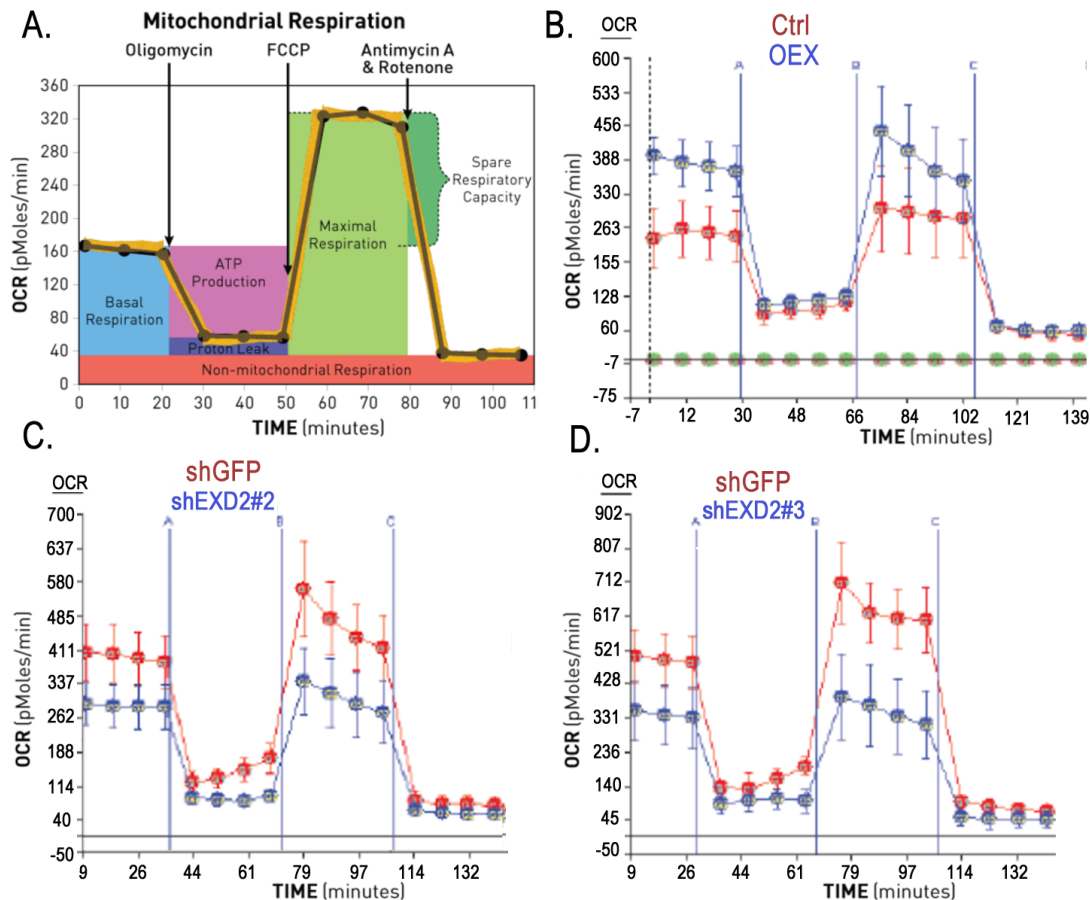 A.
Mitochondrial Respiration
Oligomycin
FCCP
Antimycin A
& Rotenone
360
320
280
240
200
160
120
80
40
0
OCR (pMoles/min)
Basal
Respiration
ATP
Production
Proton Leak
Maximal
Respiration
Spare
Respiratory
Capacity
Non-mitochondrial Respiration
0 10 20 30 40 50 60 70 80 90 100 11
TIME (minutes)
B.
OCR
Ctrl
OEX
A B C
600
533
456
388
330
263
155
128
60
-7
-75
OCR (pMoles/min)
-7 12 30 48 66 84 102 121 139
TIME (minutes)
C.
OCR
shGFP
shEXD2#2
A B C
700
637
580
485
411
337
262
188
114
40
-50
OCR (pMoles/min)
9 26 44 61 79 97 114 132
TIME (minutes)
D.
OCR
shGFP
shEXD2#3
A B C
902
807
712
617
521
428
331
236
140
45
-50
OCR (pMoles/min)
9 26 44 61 79 97 114 132
TIME (minutes)